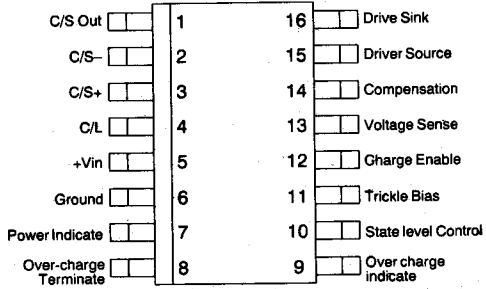 C/S Out 1 16 Drive Sink
C/S– 2 15 Driver Source
C/S+ 3 14 Compensation
C/L 4 13 Voltage Sense
+Vin 5 12 Charge Enable
Ground 6 11 Trickle Bias
Power Indicate 7 10 State level Control
Over-charge
Terminate 8 9 Over charge
indicate